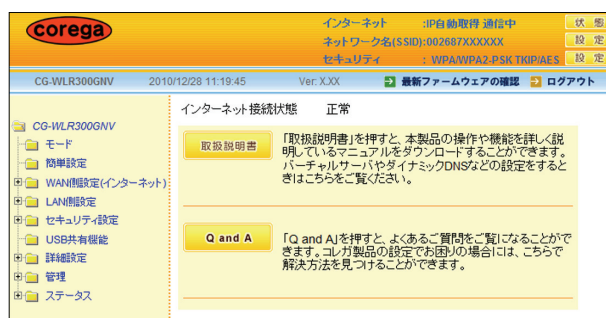 corega
インターネット :IP自動取得 通信中 状 態
ネットワーク名(SSID):002687XXXXXX 設 定
セキュリティ : WPA/WPA2-PSK TKIP/AES 設 定
CG-WLR300GNV 2010/12/28 11:19:45 Ver: X.XX 最新ファームウェアの確認 ログアウト
インターネット接続状態 正常
CG-WLR300GNV
モード
簡単設定
WAN側設定(インターネット)
LAN側設定
セキュリティ設定
USB共有機能
詳細設定
管理
ステータス
取扱説明書
「取扱説明書」を押すと、本製品の操作や機能を詳しく説
明しているマニュアルをダウンロードすることができます。
バーチャルサーバやダイナミックDNSなどの設定をすると
きはこちらをご覧ください。
Q and A
「Q and A」を押すと、よくあるご質問をご覧になることがで
きます。コレガ製品の設定でお困りの場合には、こちらで
解決方法を見つけることができます。